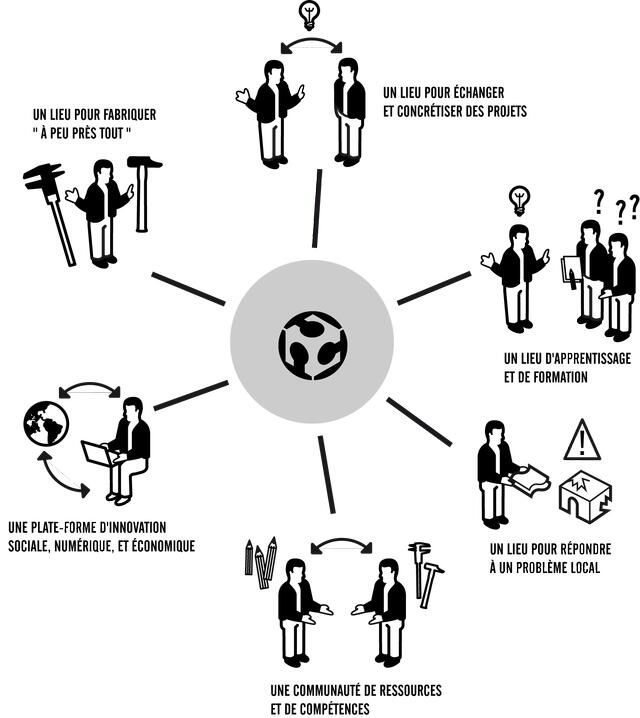 UN LIEU POUR ÉCHANGER
ET CONCRÉTISER DES PROJETS
UN LIEU POUR FABRIQUER
" À PEU PRÈS TOUT "
?
? ?
UN LIEU D'APPRENTISSAGE
ET DE FORMATION
!
UNE PLATE-FORME D'INNOVATION
SOCIALE, NUMÉRIQUE, ET ÉCONOMIQUE
UN LIEU POUR RÉPONDRE
À UN PROBLÈME LOCAL
UNE COMMUNAUTÉ DE RESSOURCES
ET DE COMPÉTENCES